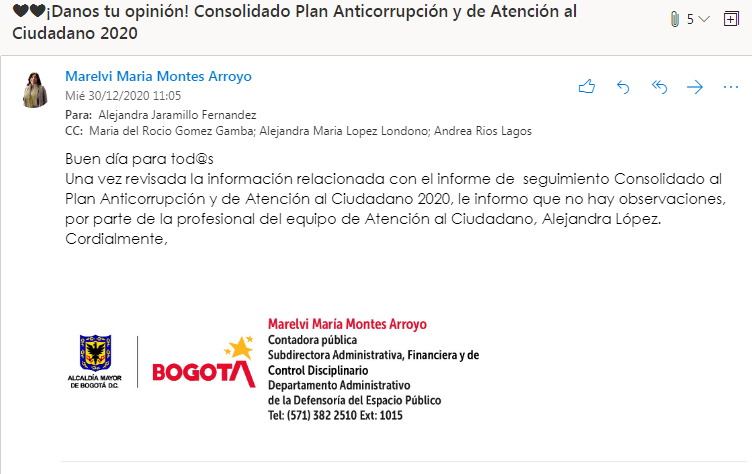 🖤🖤¡Danos tu opinión! Consolidado Plan Anticorrupción y de Atención al
Ciudadano 2020
5
Marelvi Maria Montes Arroyo
Mié 30/12/2020 11:05
Para: Alejandra Jaramillo Fernandez
CC: Maria del Rocio Gomez Gamba; Alejandra Maria Lopez Londono; Andrea Rios Lagos
Buen día para tod@s
Una vez revisada la información relacionada con el informe de seguimiento Consolidado al
Plan Anticorrupción y de Atención al Ciudadano 2020, le informo que no hay observaciones,
por parte de la profesional del equipo de Atención al Ciudadano, Alejandra López.
Cordialmente,
ALCALDÍA MAYOR
DE BOGOTÁ D.C.
BOGOTÁ
Marelvi María Montes Arroyo
Contadora pública
Subdirectora Administrativa, Financiera y de
Control Disciplinario
Departamento Administrativo
de la Defensoría del Espacio Público
Tel: (571) 382 2510 Ext: 1015